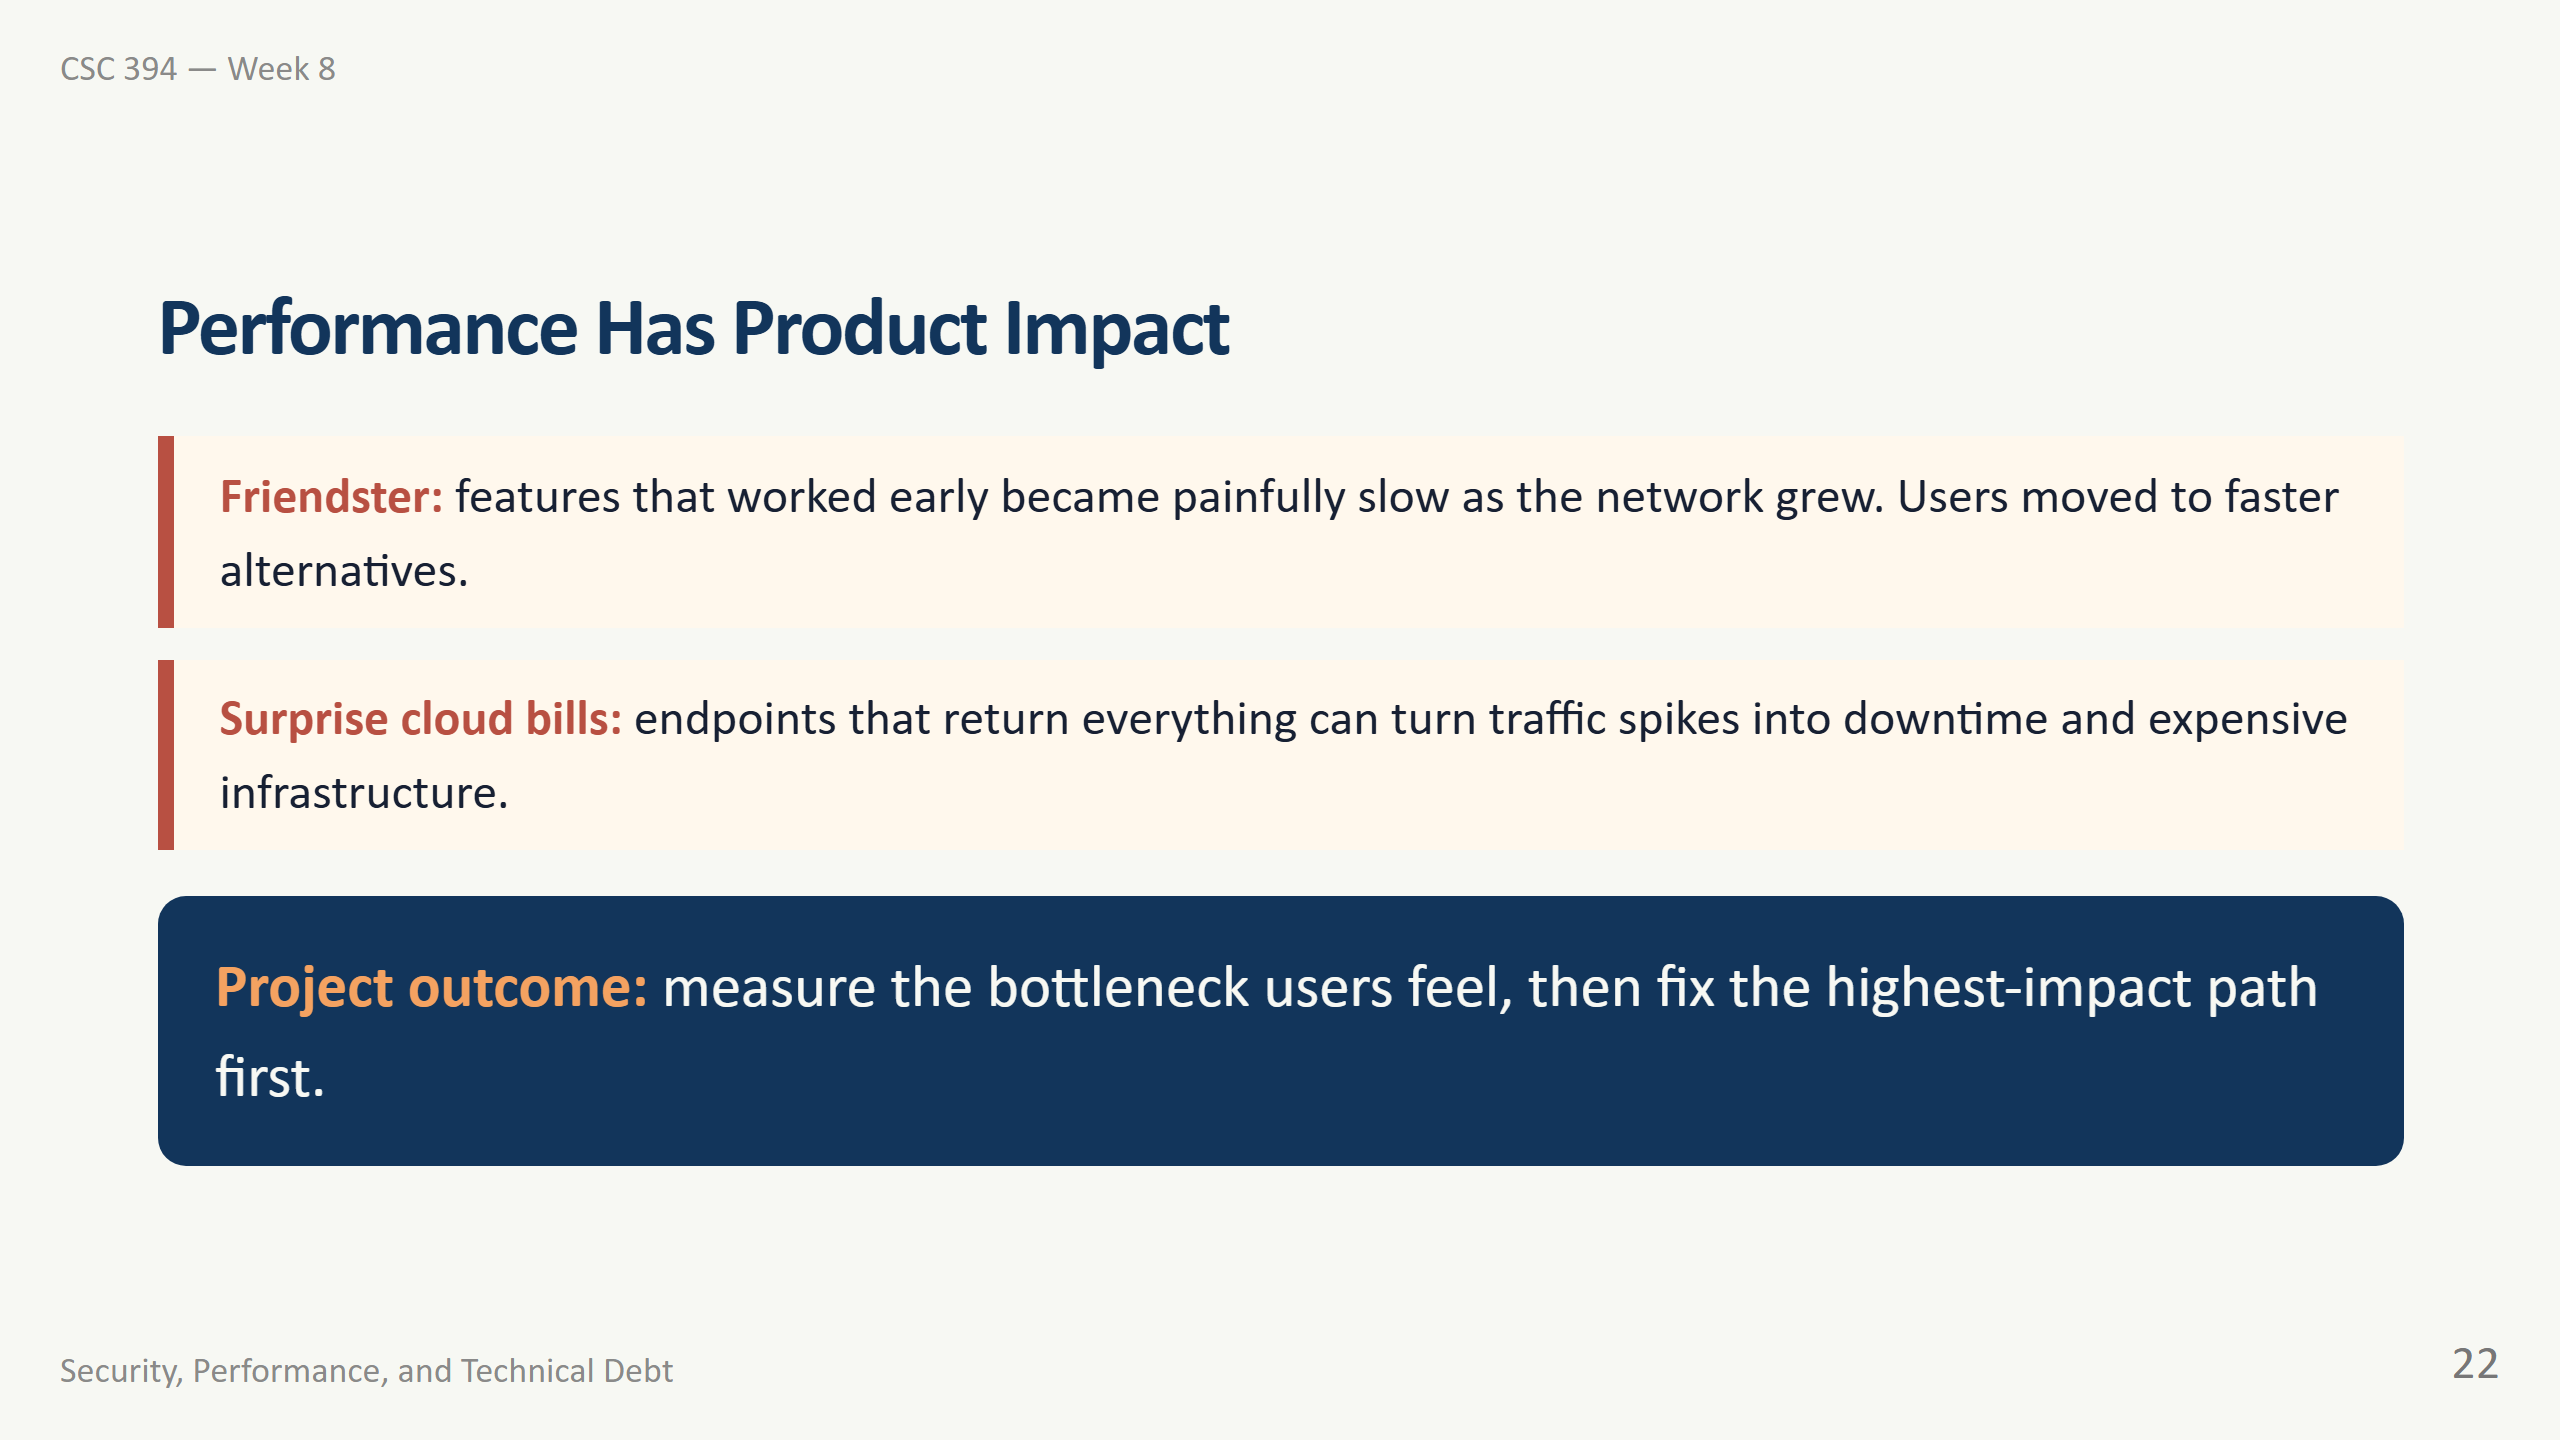 CSC 394 — Week 8
Performance Has Product Impact
Friendster: features that worked early became painfully slow as the network grew. Users moved to faster
alternatives.
Surprise cloud bills: endpoints that return everything can turn traffic spikes into downtime and expensive
infrastructure.
Project outcome: measure the bottleneck users feel, then fix the highest-impact path
first.
Security, Performance, and Technical Debt
22